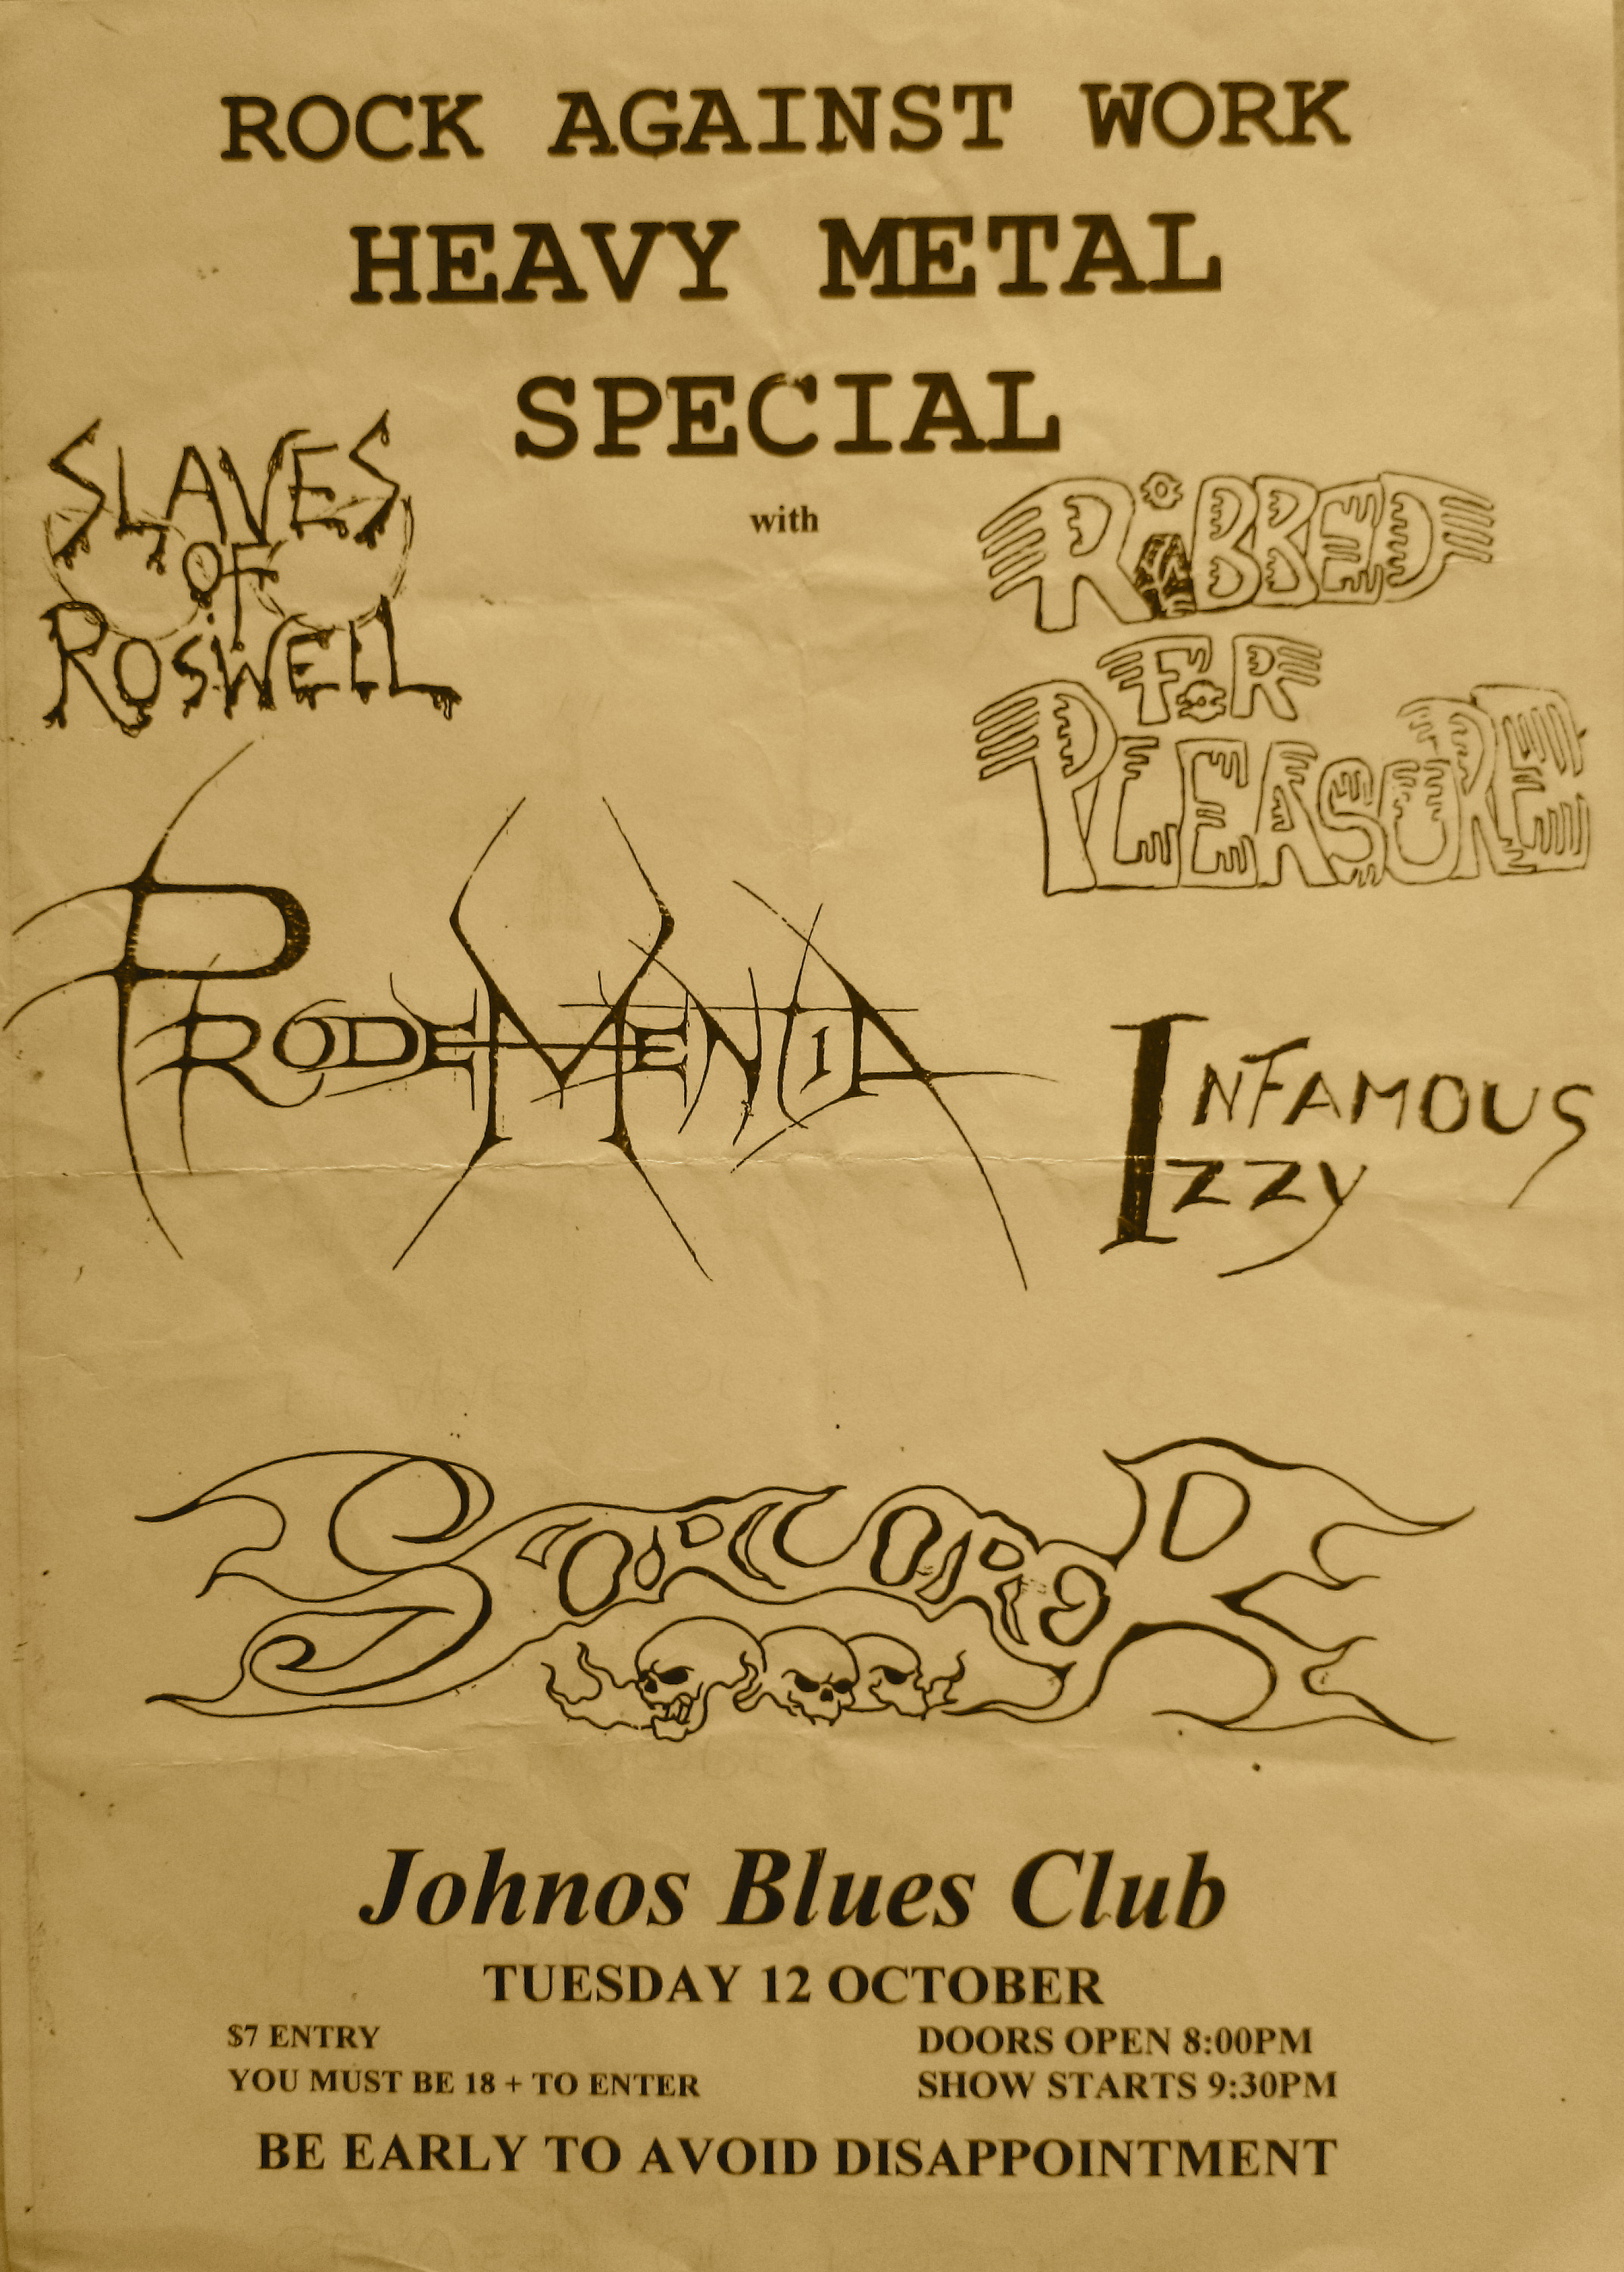 ROCK AGAINST WORK
HEAVY METAL
SPECIAL
with
SLAVES
OF
ROSWELL
RIBBED
FOR
PLEASURE
PRODEMENTIA
INFAMOUS
IZZY
Johnos Blues Club
TUESDAY 12 OCTOBER
$7 ENTRY
DOORS OPEN 8:00PM
YOU MUST BE 18 + TO ENTER
SHOW STARTS 9:30PM
BE EARLY TO AVOID DISAPPOINTMENT